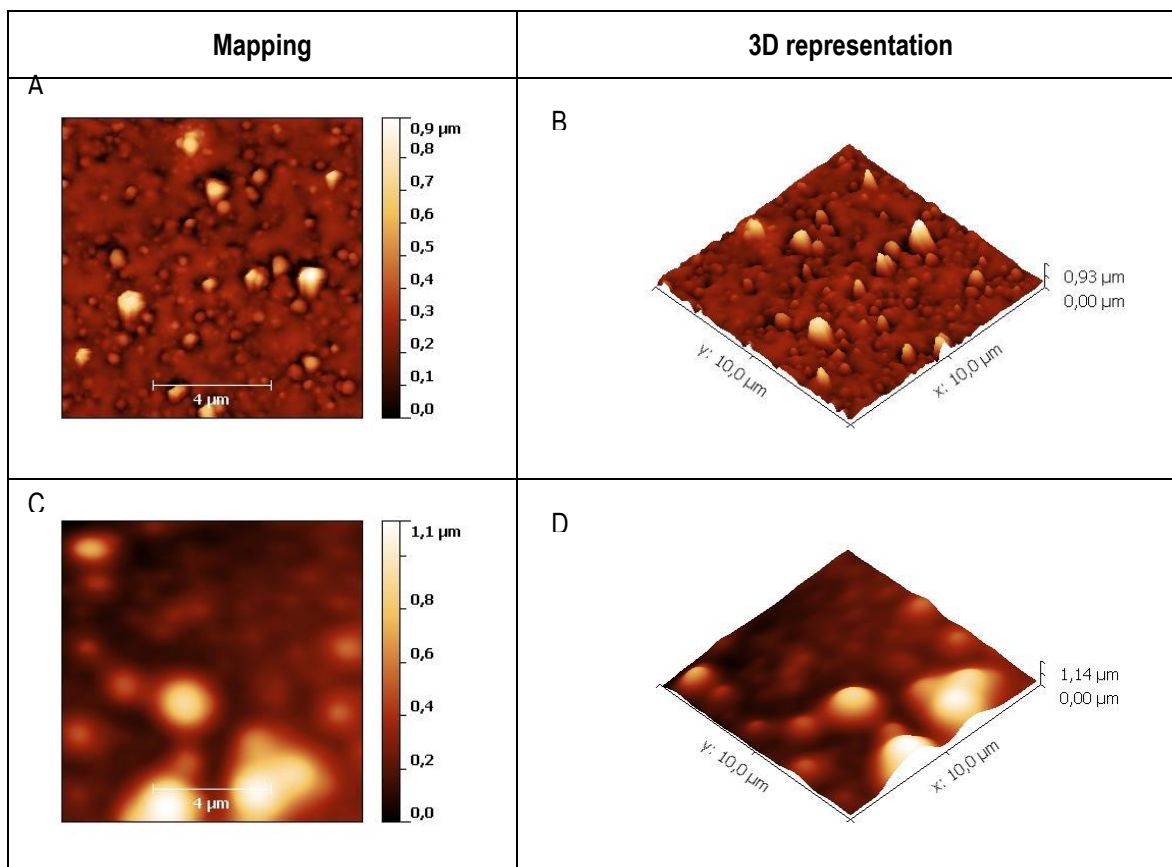 Mapping
3D representation
A
0,9 µm
0,8
0,7
0,6
0,5
0,4
0,3
0,2
0,1
0,0
4 µm
B
0,93 µm
0,00 µm
y: 10,0 µm
x: 10,0 µm
C
1,1 µm
0,8
0,6
0,4
0,2
0,0
4 µm
D
1,14 µm
0,00 µm
y: 10,0 µm
x: 10,0 µm